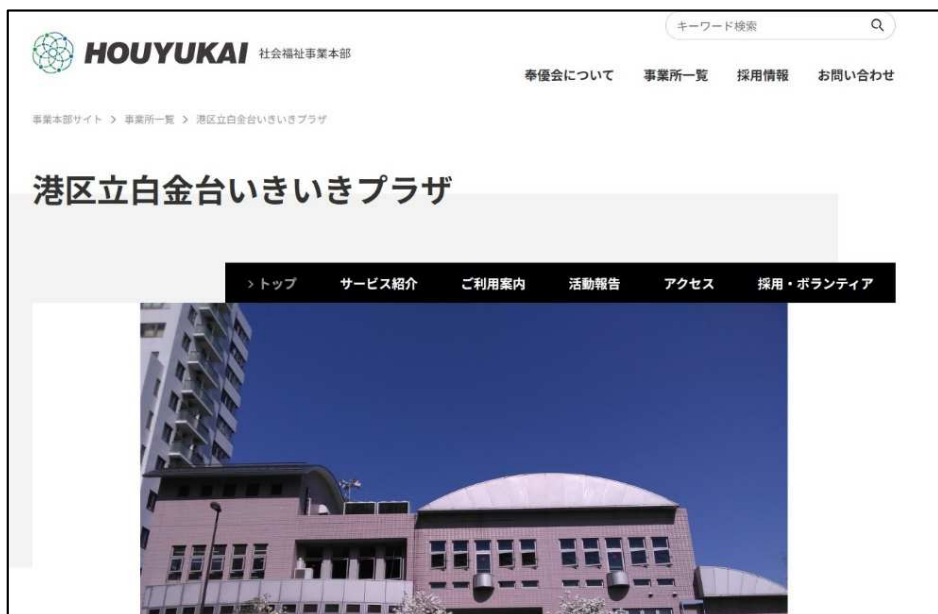 キーワード検索
HOUYUKAI 社会福祉事業本部
奉優会について 事業所一覧 採用情報 お問い合わせ
事業本部サイト > 事業所一覧 > 港区立白金台いきいきプラザ
港区立白金台いきいきプラザ
> トップ サービス紹介 ご利用案内 活動報告 アクセス 採用・ボランティア